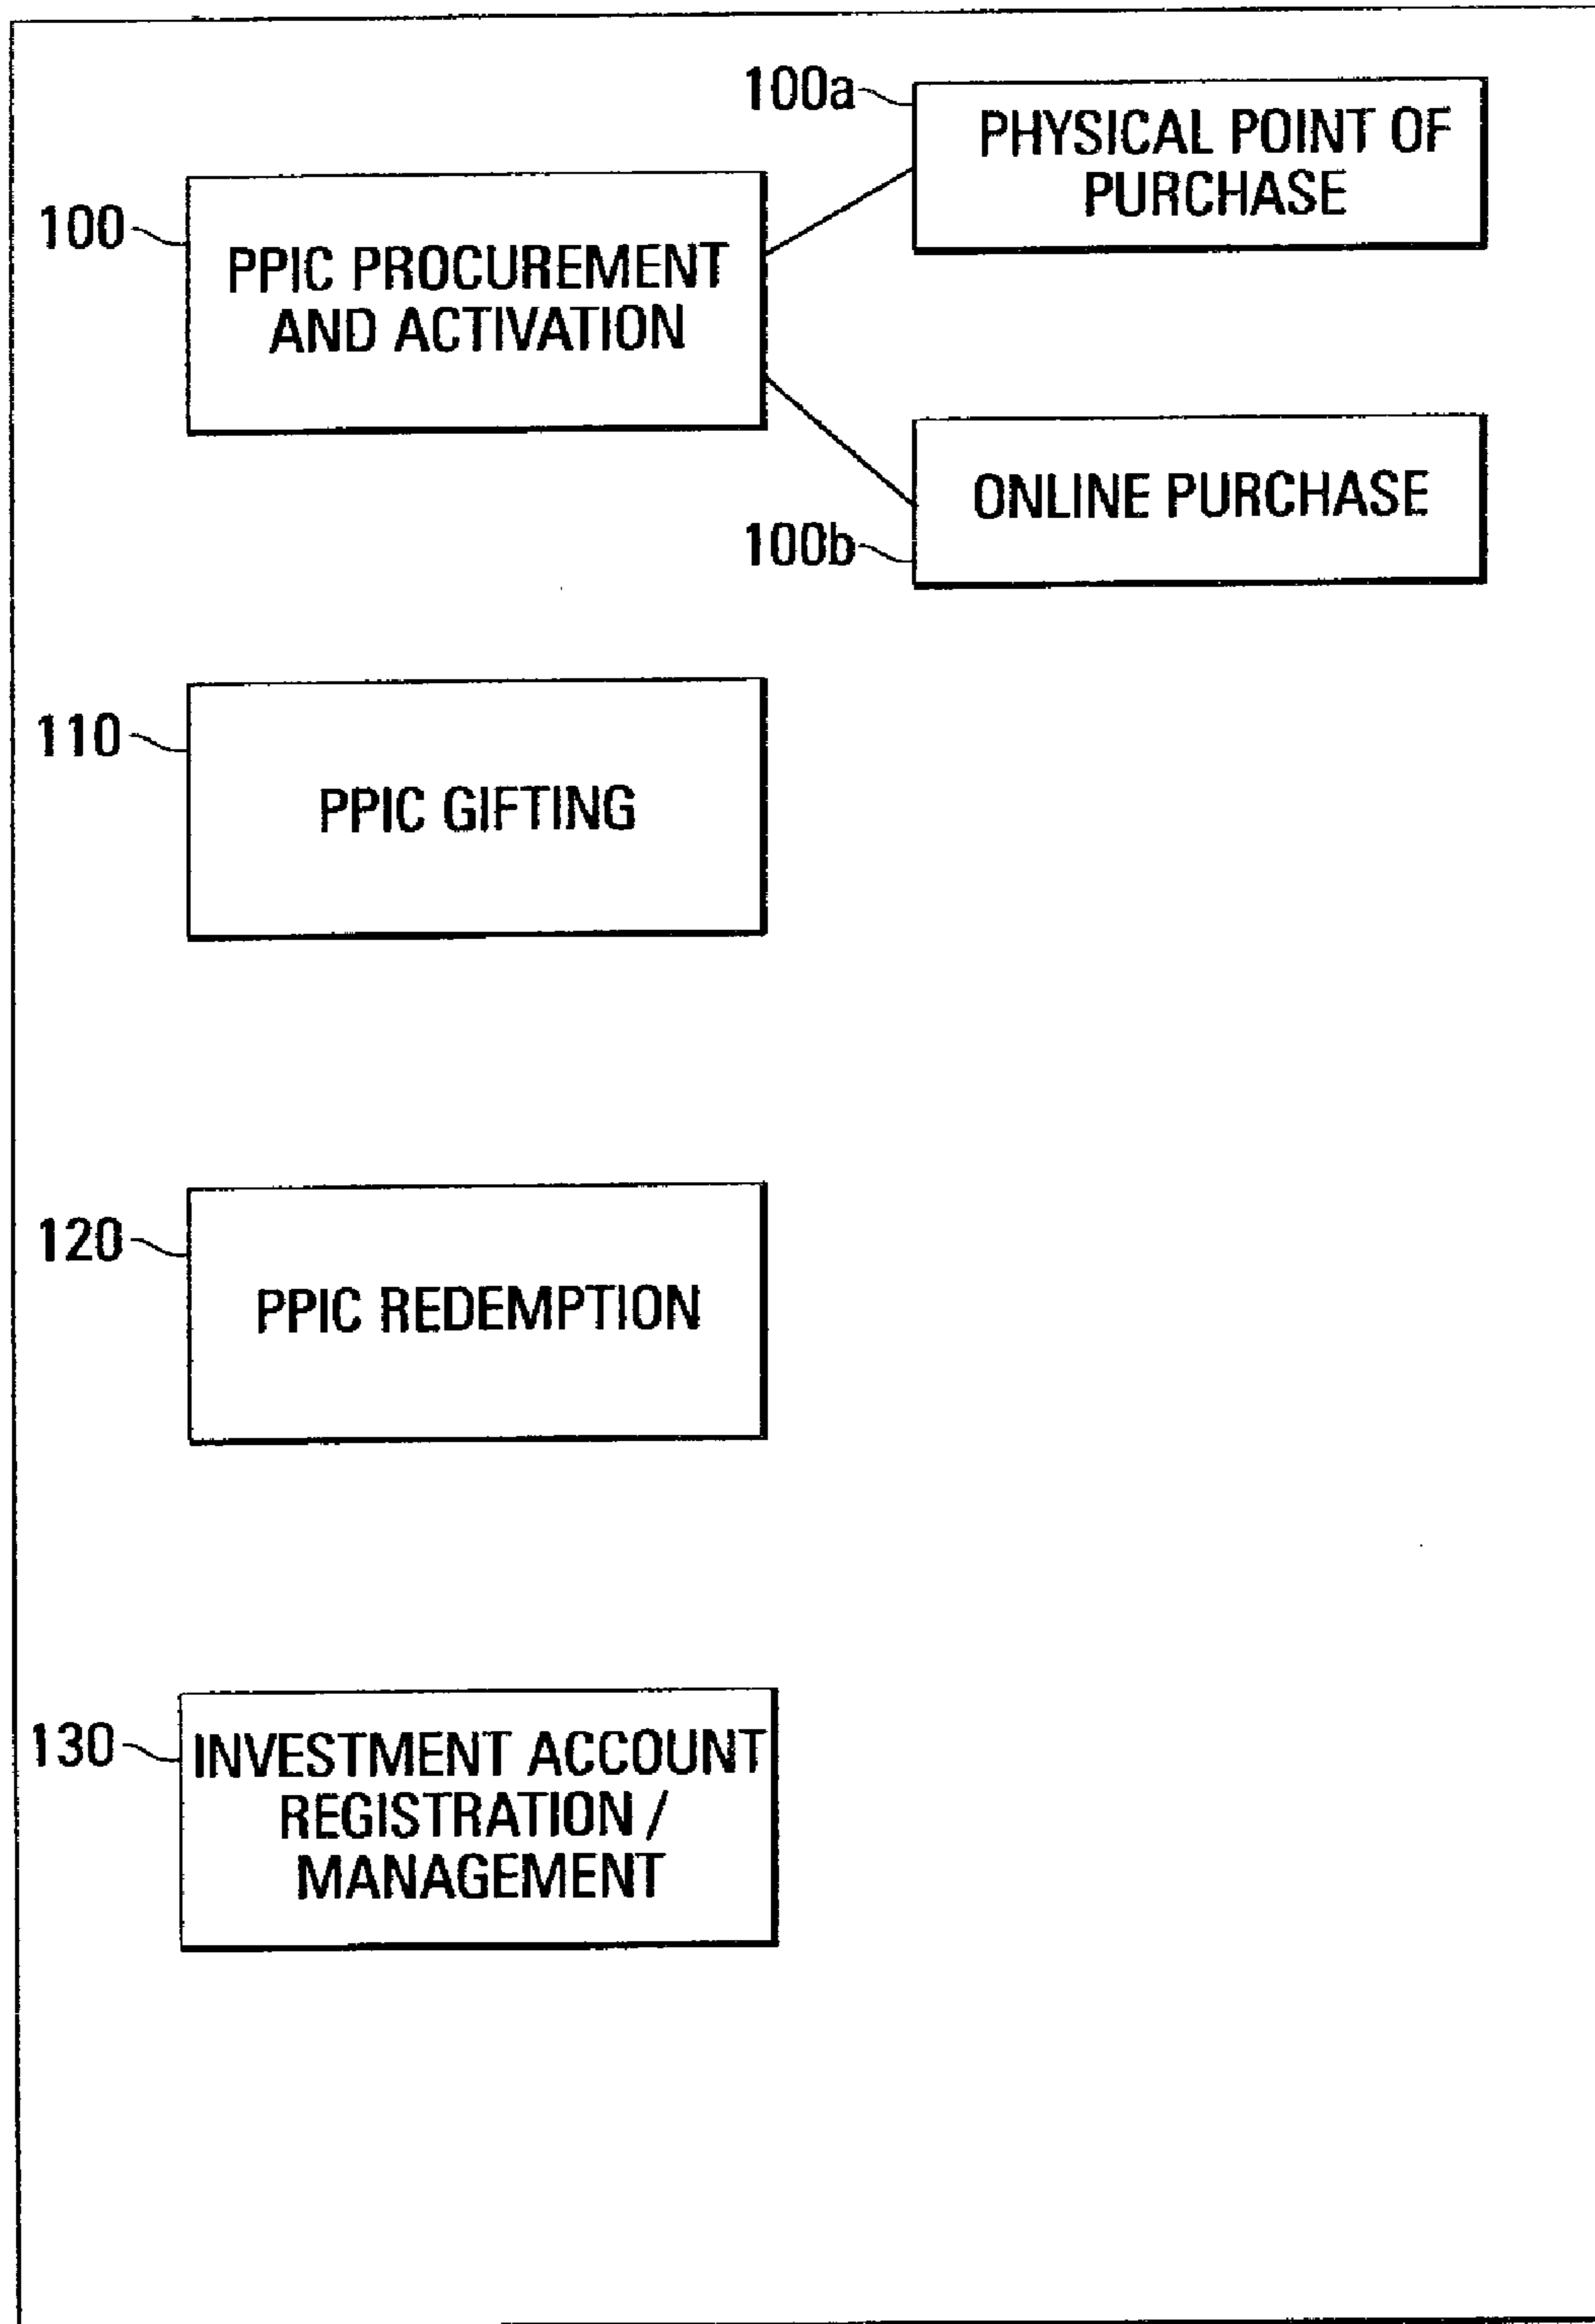 100a
PHYSICAL POINT OF
PURCHASE
100
PPIC PROCUREMENT
AND ACTIVATION
ONLINE PURCHASE
100b
110
PPIC GIFTING
120
PPIC REDEMPTION
130
INVESTMENT ACCOUNT
REGISTRATION /
MANAGEMENT